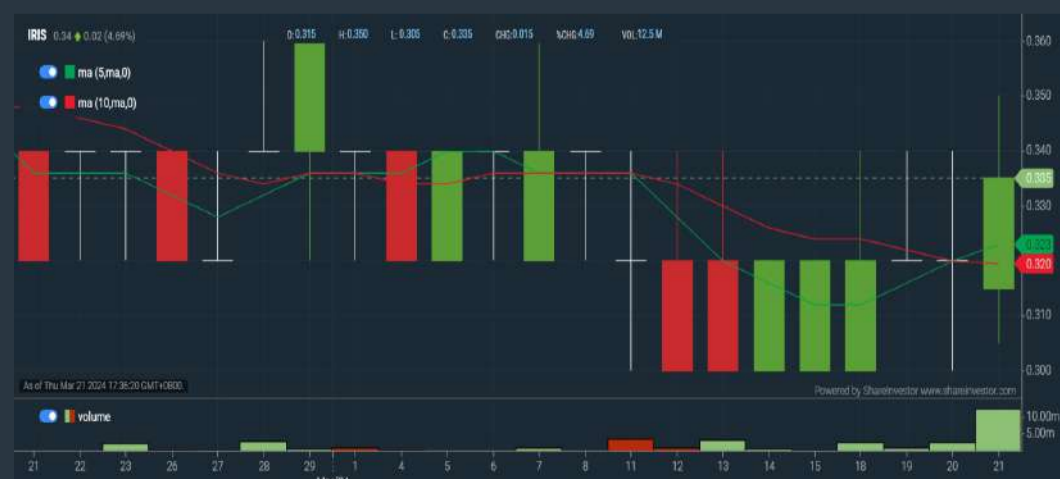 IRIS 0.34 0.02 (4.69%) O:0.315 H:0.350 L:0.305 C:0.335 CHG:0.015 %CHG:4.69 VOL:12.5 M
ma (5,ma,0)
ma (10,ma,0)
0.360
0.350
0.340
0.335
0.330
0.323
0.320
0.310
0.300
As of Thu Mar 21 2024 17:36:20 GMT+0800.
Powered by ShareInvestor www.shareinvestor.com
volume
10.00m
5.00m
21 22 23 26 27 28 29 1 4 5 6 7 8 11 12 13 14 15 18 19 20 21